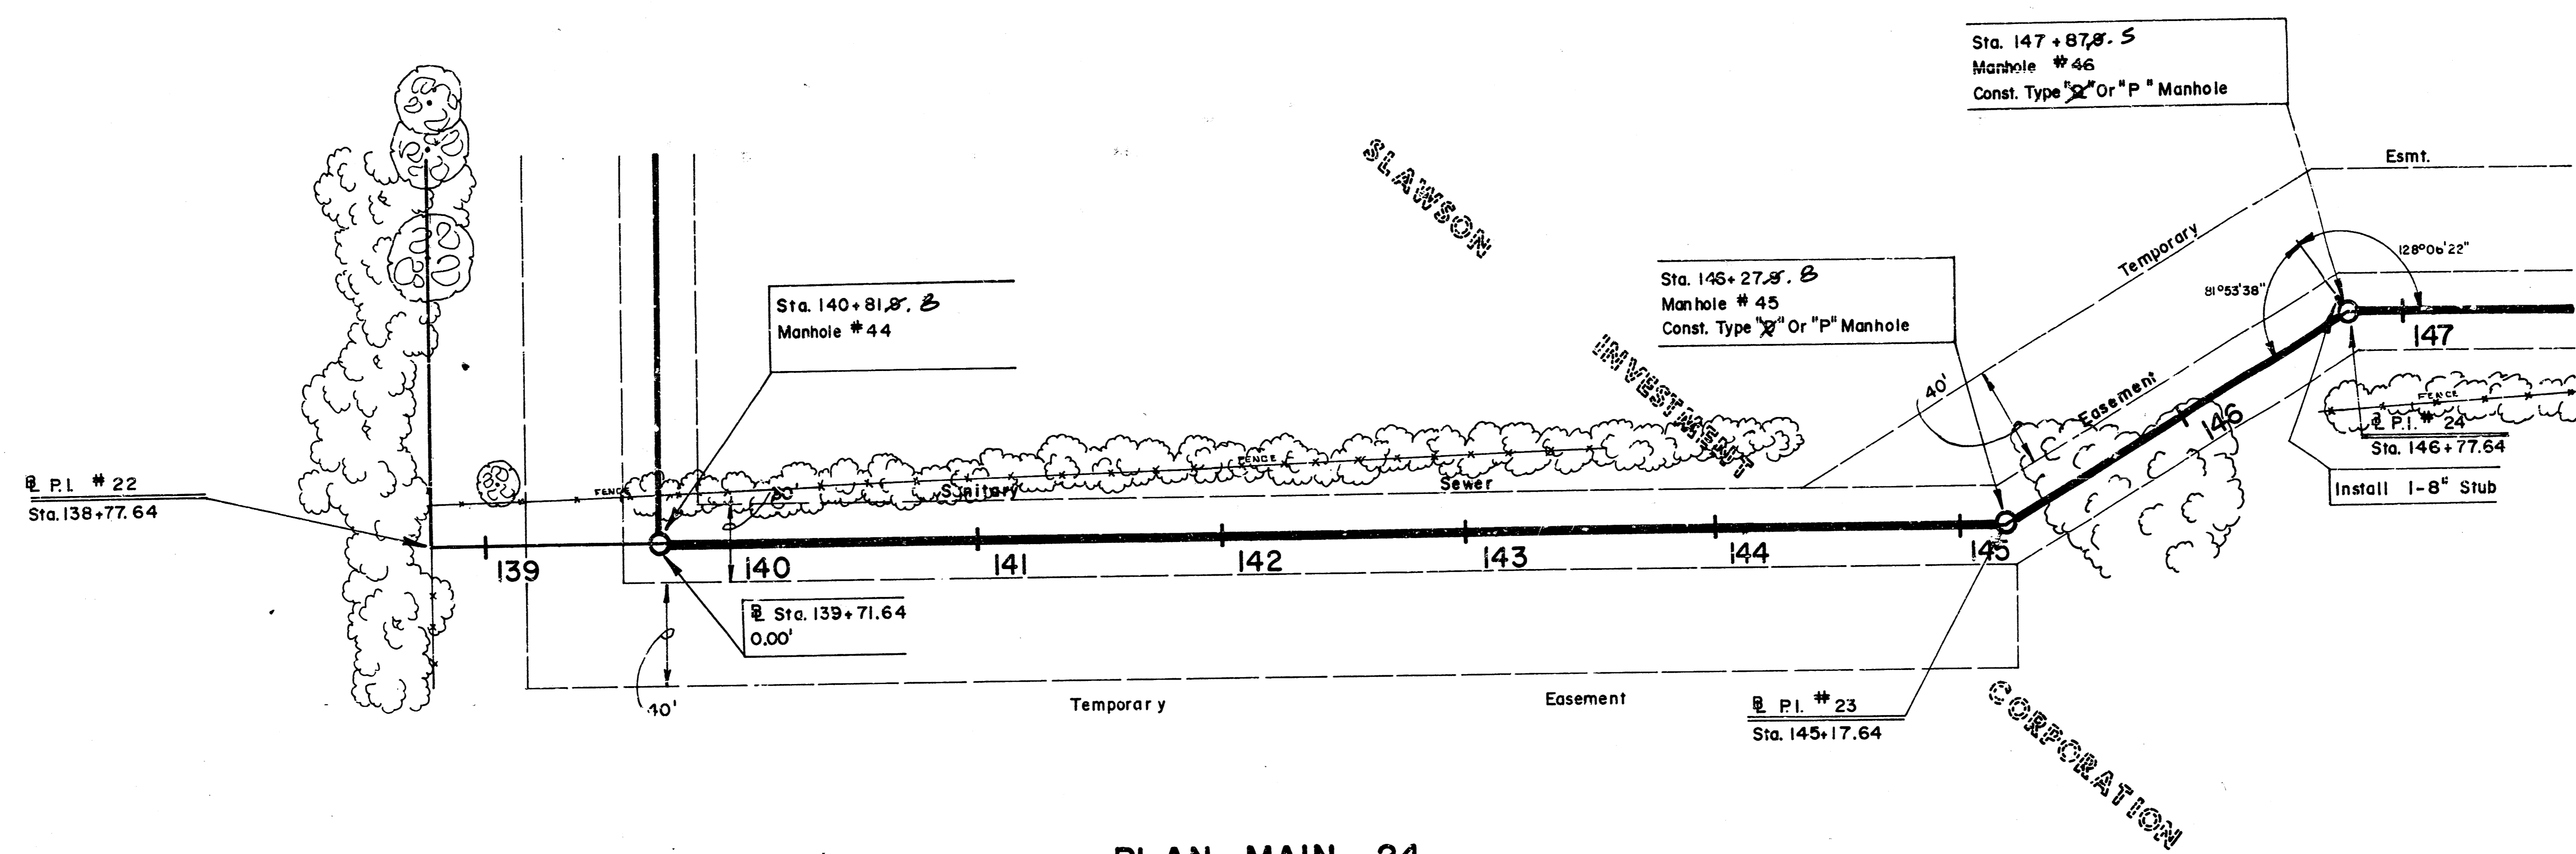 Sta. 147 + 87.5
Manhole #46
Const. Type "Or "P" Manhole
Esmt.
SLAWSON
Temporary
128°06'22"
81°53'38"
Sta. 140+81.8
Manhole #44
Sta. 146+27.8
Manhole # 45
Const. Type "Or "P" Manhole
147
INVESTMENT
40'
Easement
FENCE
146
℄ P.I. # 24
Sta. 146+77.64
FENCE
Install 1-8" Stub
℄ P.I. # 22
Sta. 138+77.64
FENCE
Sanitary
Sewer
139
140
141
142
143
144
145
℄ Sta. 139+71.64
0.00'
40'
Temporary
Easement
℄ P.I. # 23
Sta. 145+17.64
CORPORATION
PLAN MAIN 24